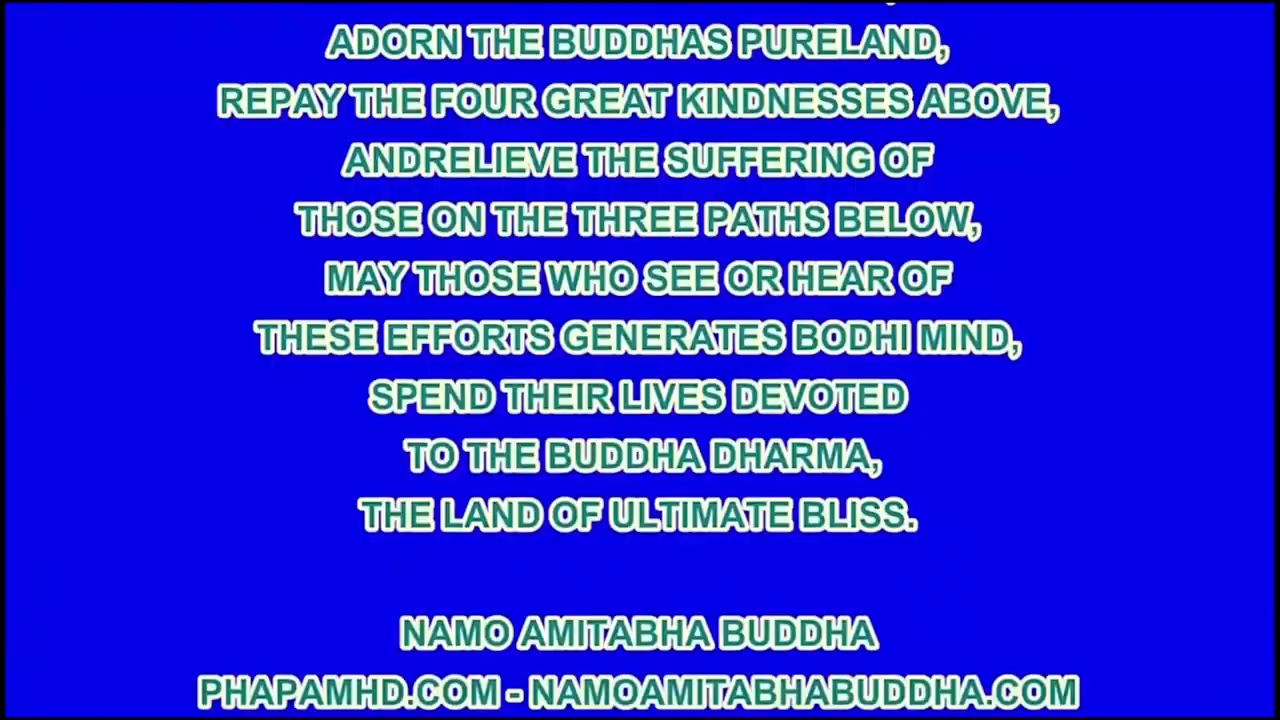 ADORN THE BUDDHAS PURELAND,
REPAY THE FOUR GREAT KINDNESSES ABOVE,
ANDRELIEVE THE SUFFERING OF
THOSE ON THE THREE PATHS BELOW,
MAY THOSE WHO SEE OR HEAR OF
THESE EFFORTS GENERATES BODHI MIND,
SPEND THEIR LIVES DEVOTED
TO THE BUDDHA DHARMA,
THE LAND OF ULTIMATE BLISS.
NAMO AMITABHA BUDDHA
PHAPAMHD.COM - NAMOAMITABHABUDDHA.COM